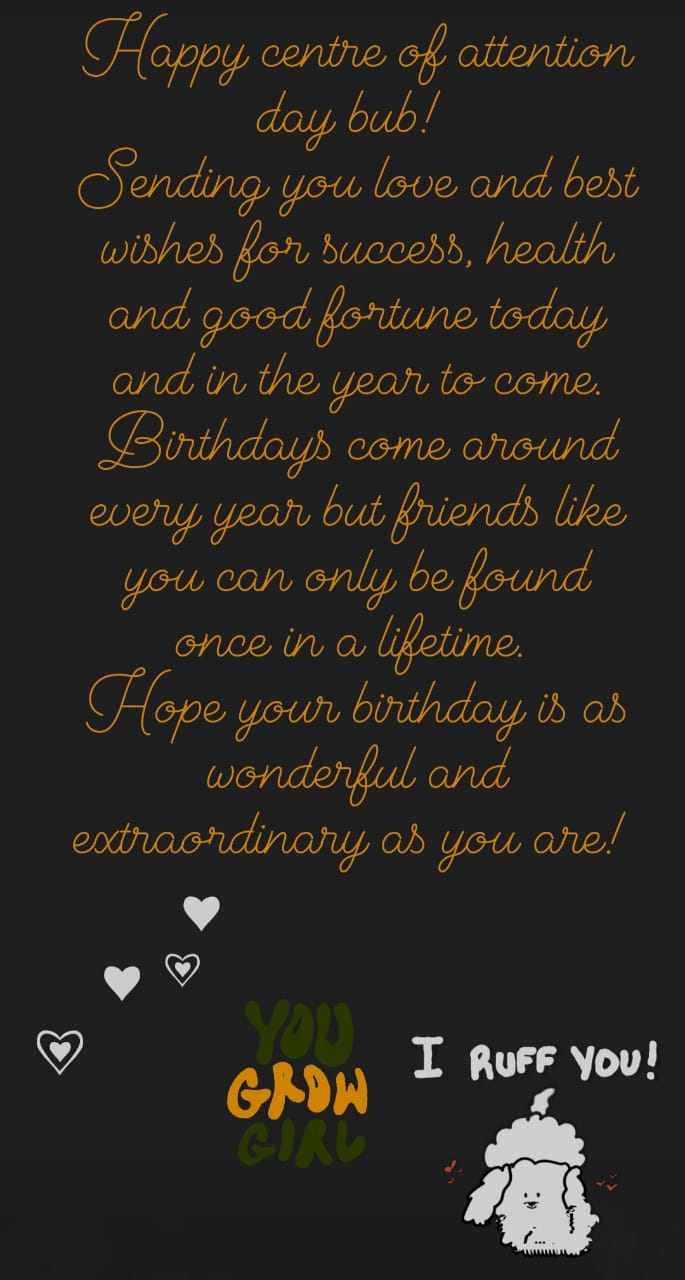 Happy centre of attention
day bub!
Sending you love and best
wishes for success, health
and good fortune today
and in the year to come.
Birthdays come around
every year but friends like
you can only be found
once in a lifetime.
Hope your birthday is as
wonderful and
extraordinary as you are!
YOU
GROW
GIRL
I RUFF YOU!